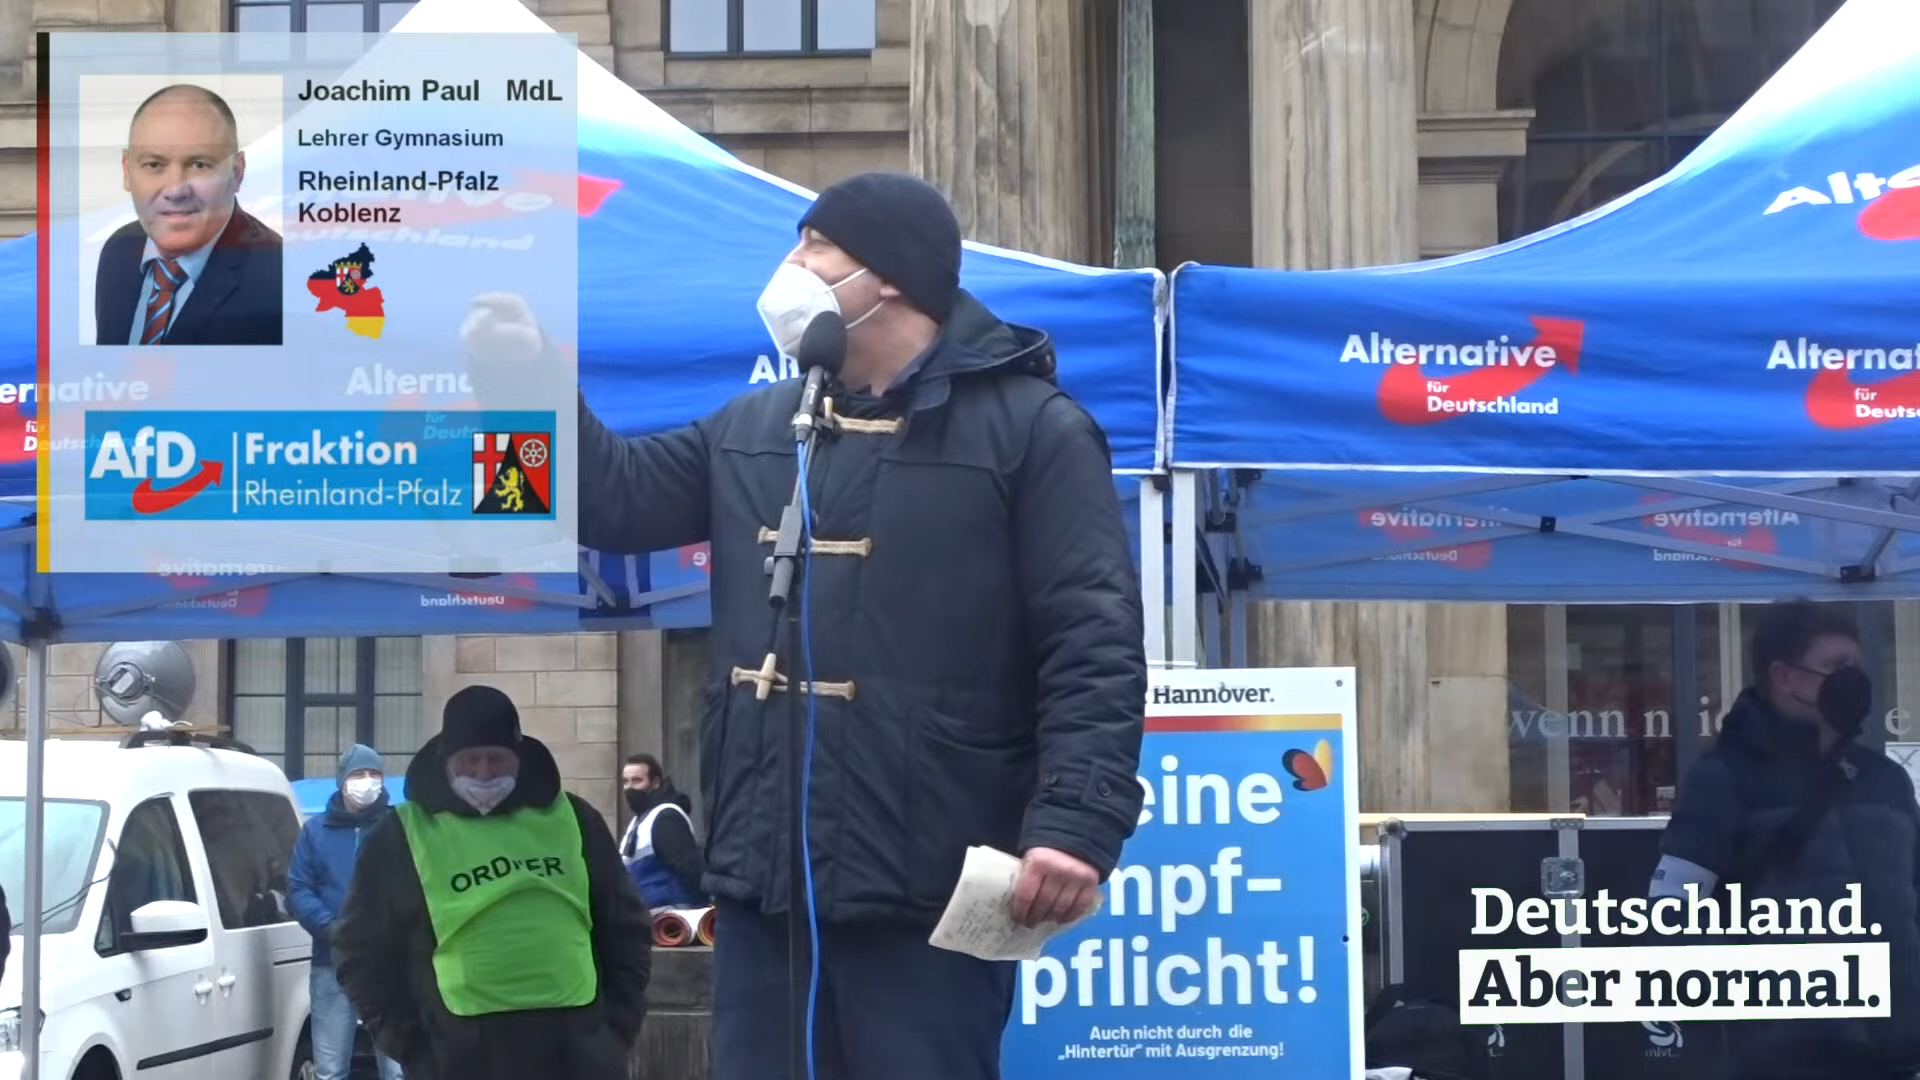 Joachim Paul MdL
Lehrer Gymnasium
Rheinland-Pfalz
Koblenz
AfD
Fraktion
Rheinland-Pfalz
Alternative
für
Deutschland
Alternative
für
Deutschland
ORDNER
Hannover.
pflicht!
Auch nicht durch die
„Hintertür" mit Ausgrenzung!
wenn
Deutschland.
Aber normal.